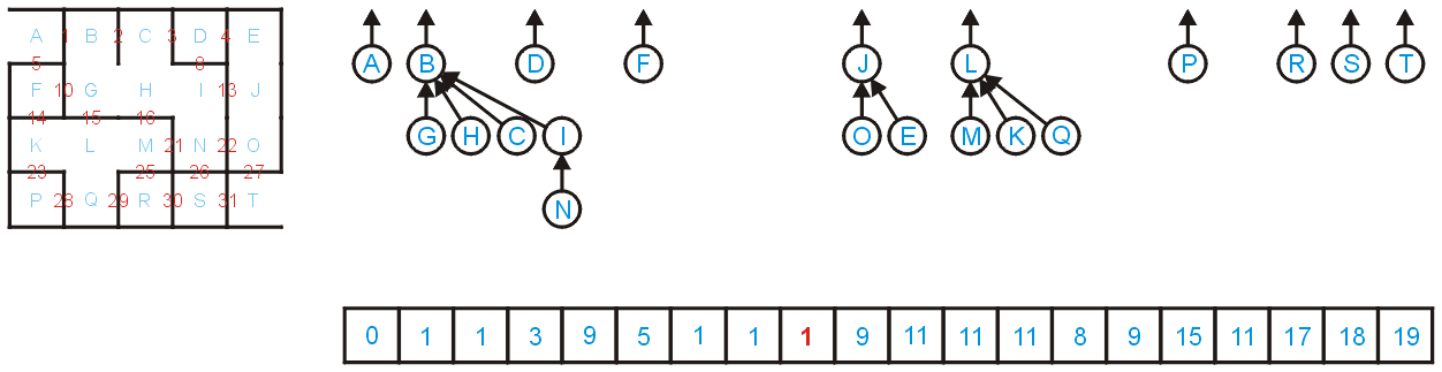 A 1 B 2 C 3 D 4 E
5 8
F 10 G H I 13 J
14 15 16
K L M 21 N 22 O
23 25 26 27
P 28 Q 29 R 30 S 31 T
A B D F J L P R S T
G H C I O E M K Q
N
0 1 1 3 9 5 1 1 1 9 11 11 11 8 9 15 11 17 18 19